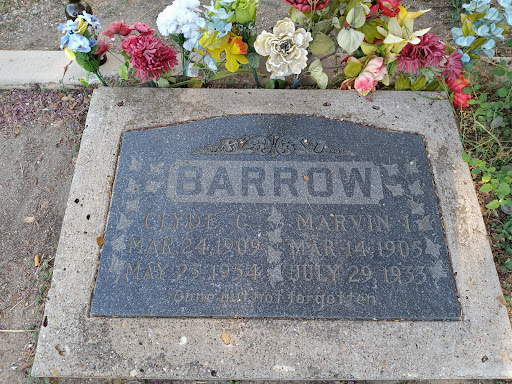 BARROW
CLYDE C. MARVIN I.
MAR. 24, 1909 MAR. 14, 1905
MAY 23, 1934 JULY 29, 1933
Gone but not forgotten